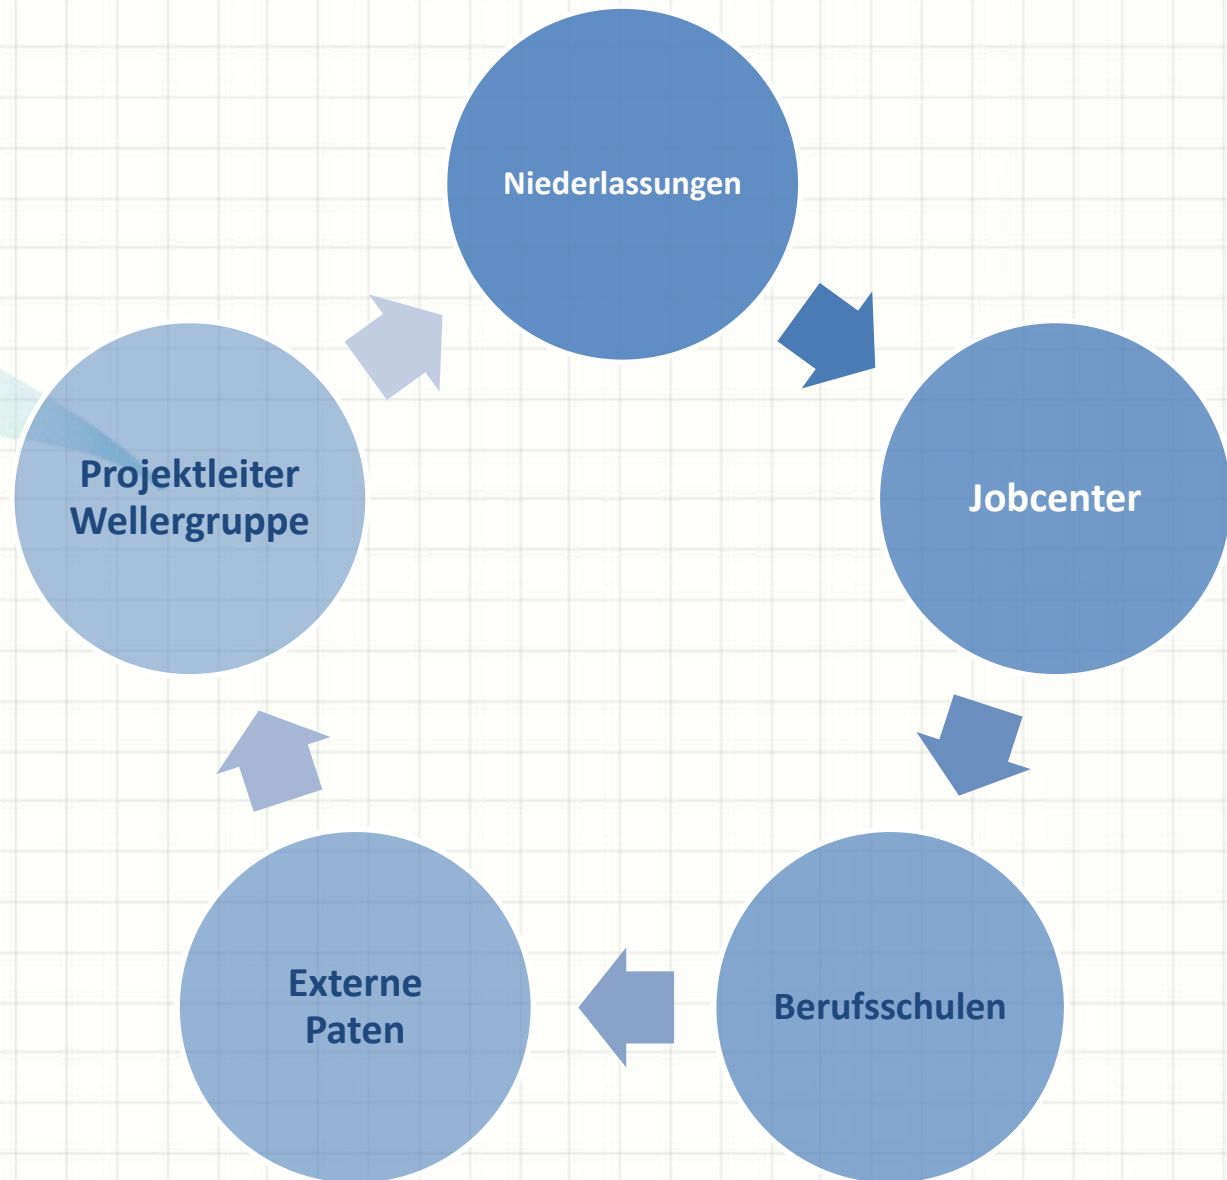 Niederlassungen
Jobcenter
Berufsschulen
Externe
Paten
Projektleiter
Wellergruppe